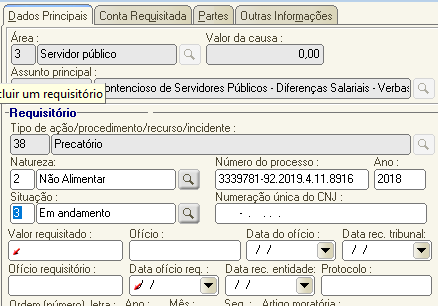 Dados Principais Conta Requisitada Partes Outras Informações
Área : Valor da causa :
3 Servidor público 0,00
Assunto principal
cluir um requisitório ontencioso de Servidores Públicos - Diferenças Salariais - Verbas
Requisitório
Tipo de ação/procedimento/recurso/incidente :
38 Precatório
Natureza: Número do processo : Ano :
2 Não Alimentar 3339781-92.2019.4.11.8916 2018
Situação : Numeração única do CNJ :
3 Em andamento - . . . .
Valor requisitado : Ofício : Data do ofício : Data rec. tribunal:
/ / / /
Ofício requisitório : Data ofício req. : Data rec. entidade: Protocolo :
/ / / /
Ordem (número) letra : Ano : Mês : Seq. : Artigo moratória :